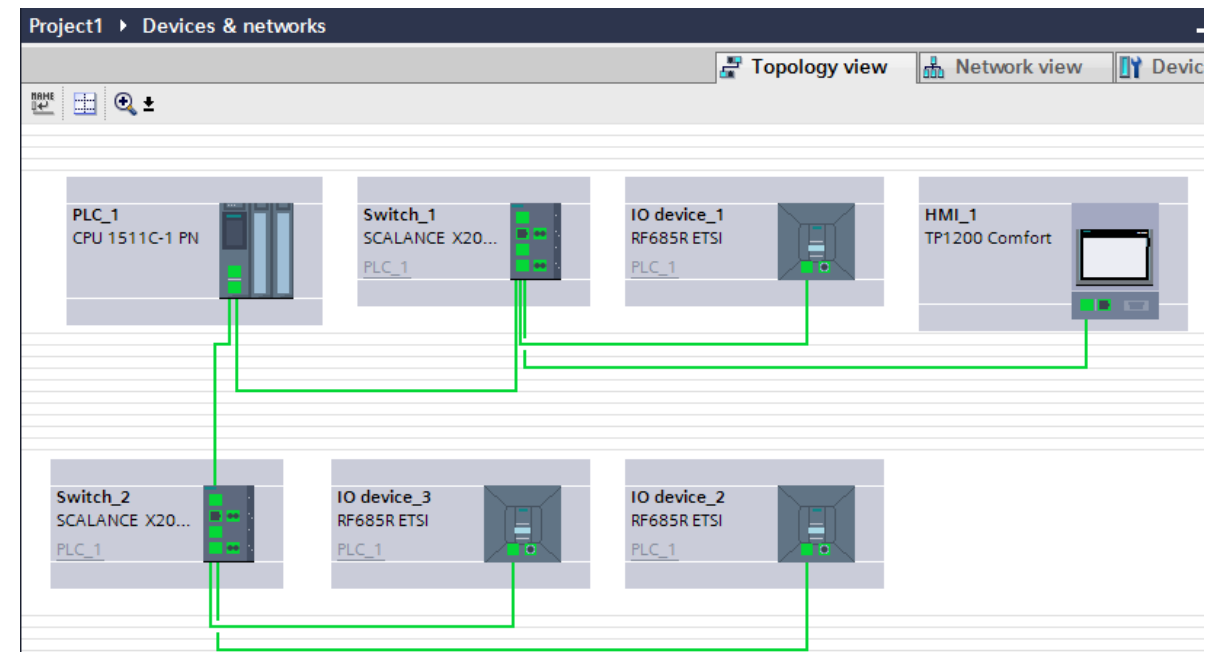 Project1 ▸ Devices & networks
Topology view
Network view
Devic
NAME
PLC_1
CPU 1511C-1 PN
Switch_1
SCALANCE X20...
PLC_1
IO device_1
RF685R ETSI
PLC_1
HMI_1
TP1200 Comfort
Switch_2
SCALANCE X20...
PLC_1
IO device_3
RF685R ETSI
PLC_1
IO device_2
RF685R ETSI
PLC_1